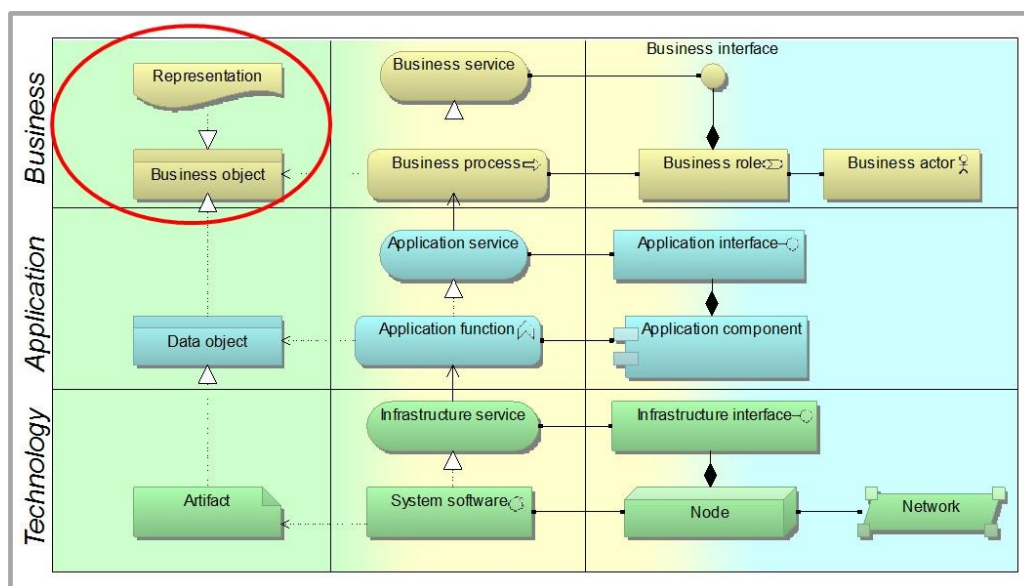 Business
Representation
Business service
Business interface
Business object
Business process
Business role
Business actor
Application
Application service
Application interface
Data object
Application function
Application component
Technology
Infrastructure service
Infrastructure interface
Artifact
System software
Node
Network